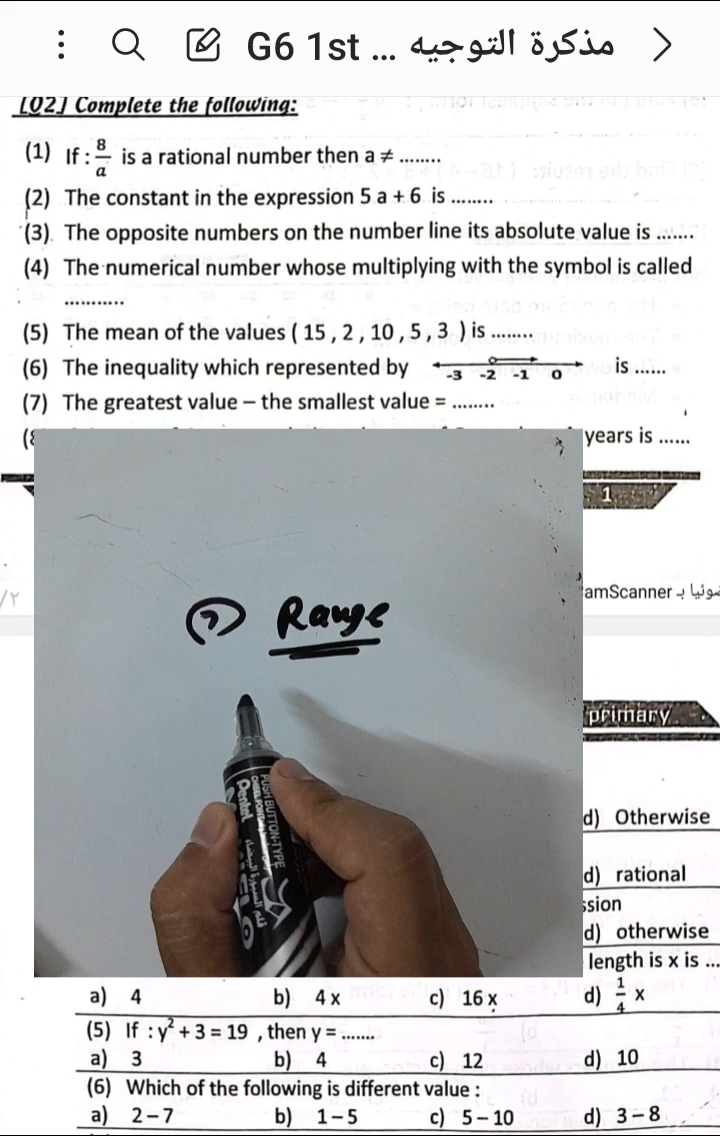 G6 1st ... مذكرة التوجيه
[Q2] Complete the following:
(1) If : 8/a is a rational number then a ≠ ........
(2) The constant in the expression 5 a + 6 is ........
(3). The opposite numbers on the number line its absolute value is .......
(4) The numerical number whose multiplying with the symbol is called
............
(5) The mean of the values ( 15 , 2 , 10 , 5 , 3 ) is ........
(6) The inequality which represented by -3 -2 -1 0 is ......
(7) The greatest value – the smallest value = ........
years is ......
1
amScanner
(7) Range
PUSH BUTTON-TYPE
Pentel
primary
d) Otherwise
d) rational
ssion
d) otherwise
length is x is ...
a) 4 b) 4 x c) 16 x d) 1/4 x
(5) If : y² + 3 = 19 , then y = .......
a) 3 b) 4 c) 12 d) 10
(6) Which of the following is different value :
a) 2 – 7 b) 1 – 5 c) 5 – 10 d) 3 – 8